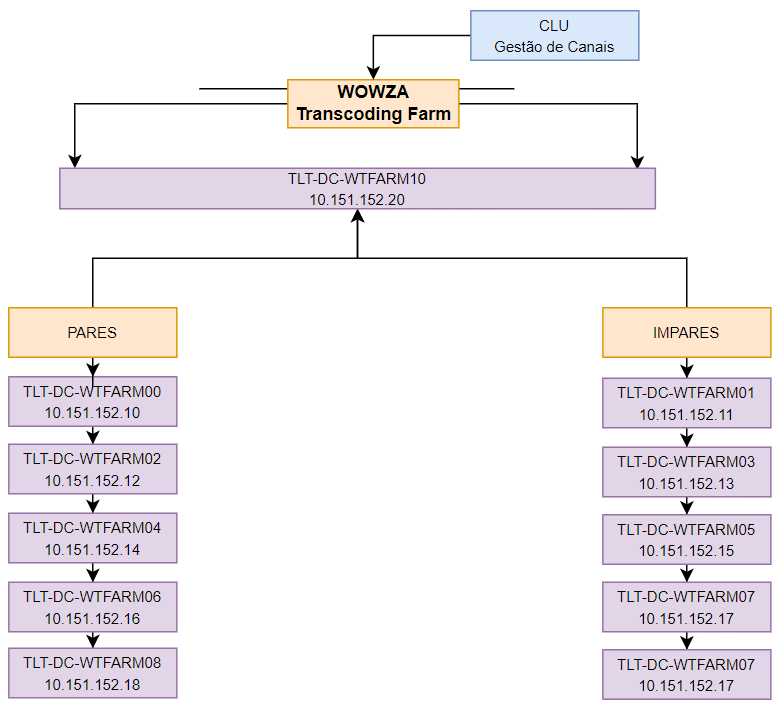 CLU
Gestão de Canais
WOWZA
Transcoding Farm
TLT-DC-WTFARM10
10.151.152.20
PARES
IMPARES
TLT-DC-WTFARM00
10.151.152.10
TLT-DC-WTFARM02
10.151.152.12
TLT-DC-WTFARM04
10.151.152.14
TLT-DC-WTFARM06
10.151.152.16
TLT-DC-WTFARM08
10.151.152.18
TLT-DC-WTFARM01
10.151.152.11
TLT-DC-WTFARM03
10.151.152.13
TLT-DC-WTFARM05
10.151.152.15
TLT-DC-WTFARM07
10.151.152.17
TLT-DC-WTFARM07
10.151.152.17